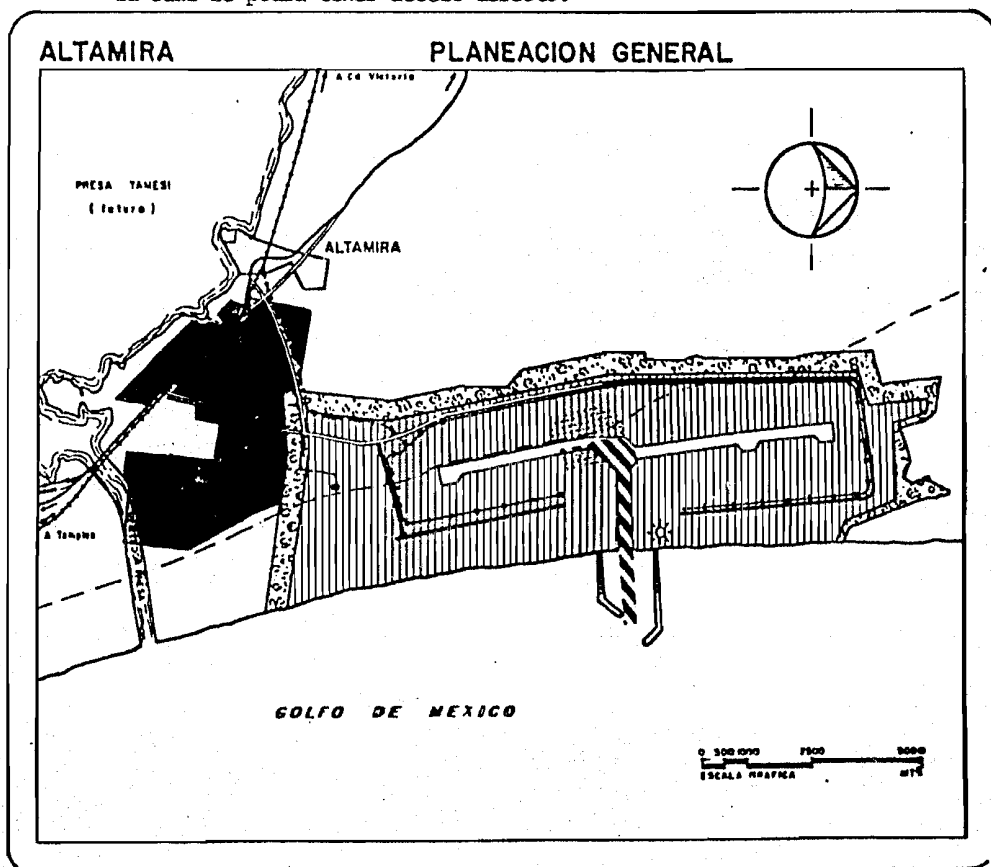 ALTAMIRA
PLANEACION GENERAL
A Cd Victoria
PRESA TAMESI
( futura )
ALTAMIRA
A Tampico
GOLFO DE MEXICO
0 500 1000 2500 5000
ESCALA GRAFICA MTS